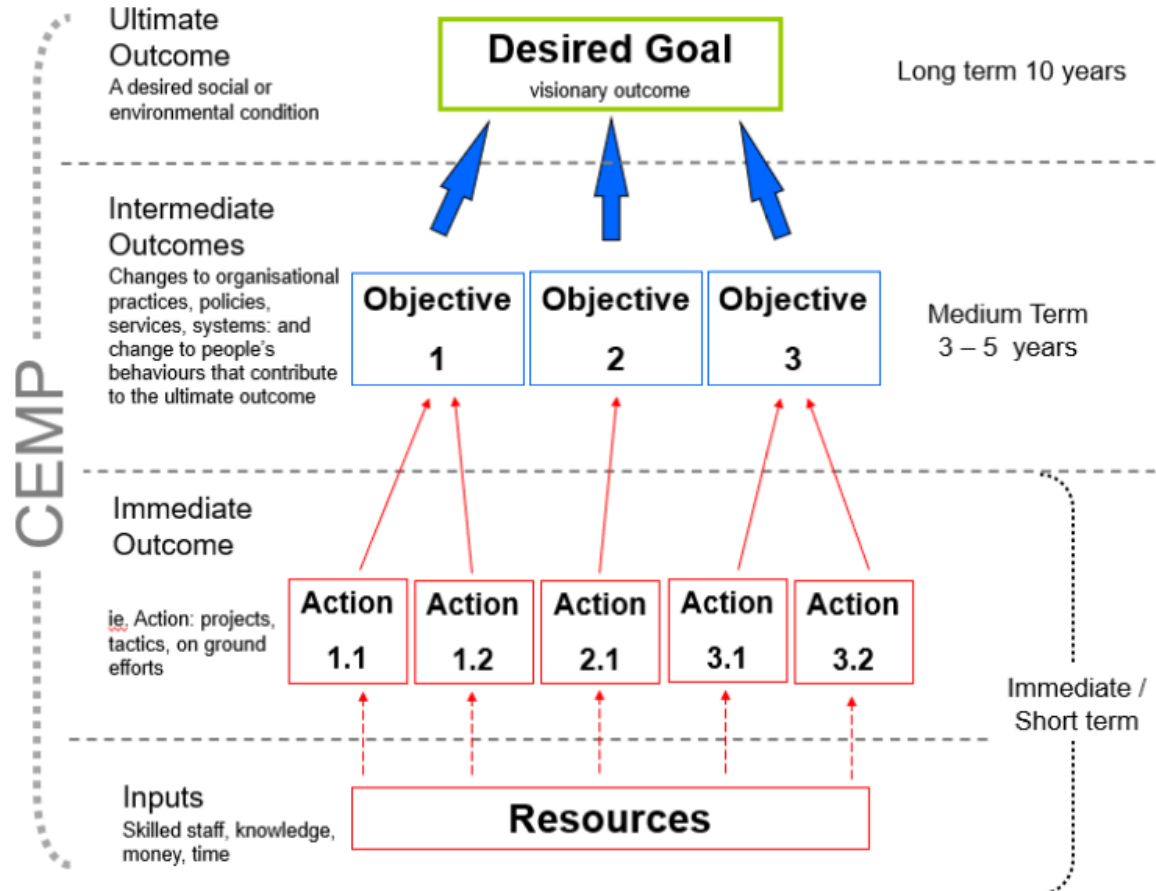 Ultimate
Outcome
A desired social or
environmental condition
Desired Goal
visionary outcome
Long term 10 years
CEMP
Intermediate
Outcomes
Changes to organisational
practices, policies,
services, systems: and
change to people's
behaviours that contribute
to the ultimate outcome
Objective
1
Objective
2
Objective
3
Medium Term
3 – 5 years
Immediate
Outcome
ie, Action: projects,
tactics, on ground
efforts
Action
1.1
Action
1.2
Action
2.1
Action
3.1
Action
3.2
Immediate /
Short term
Inputs
Skilled staff, knowledge,
money, time
Resources